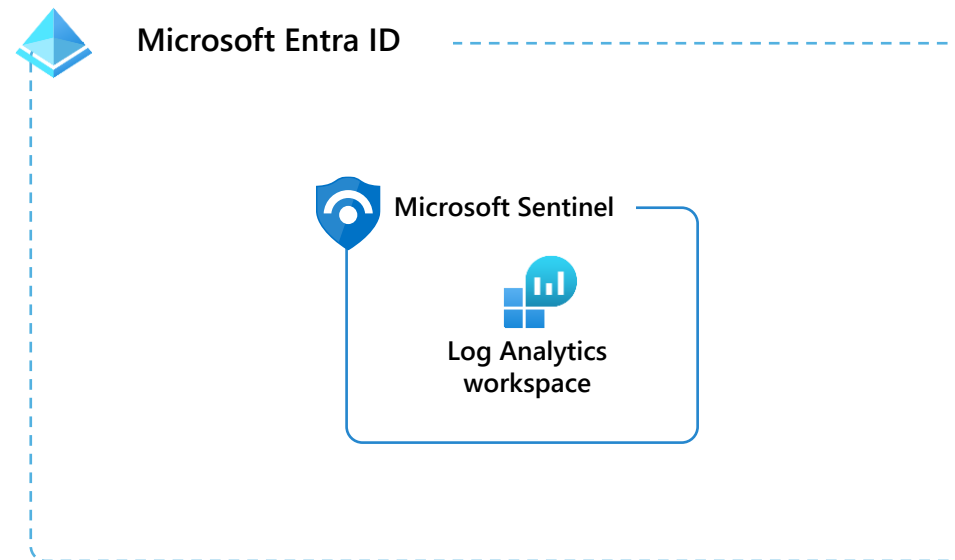 Microsoft Entra ID
Microsoft Sentinel
Log Analytics
workspace